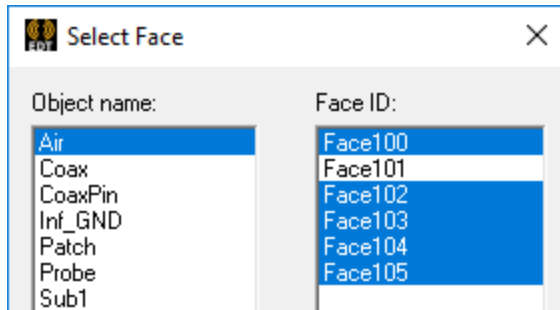 EDT Select Face
Object name:
Face ID:
Air
Coax
CoaxPin
Inf_GND
Patch
Probe
Sub1
Face100
Face101
Face102
Face103
Face104
Face105